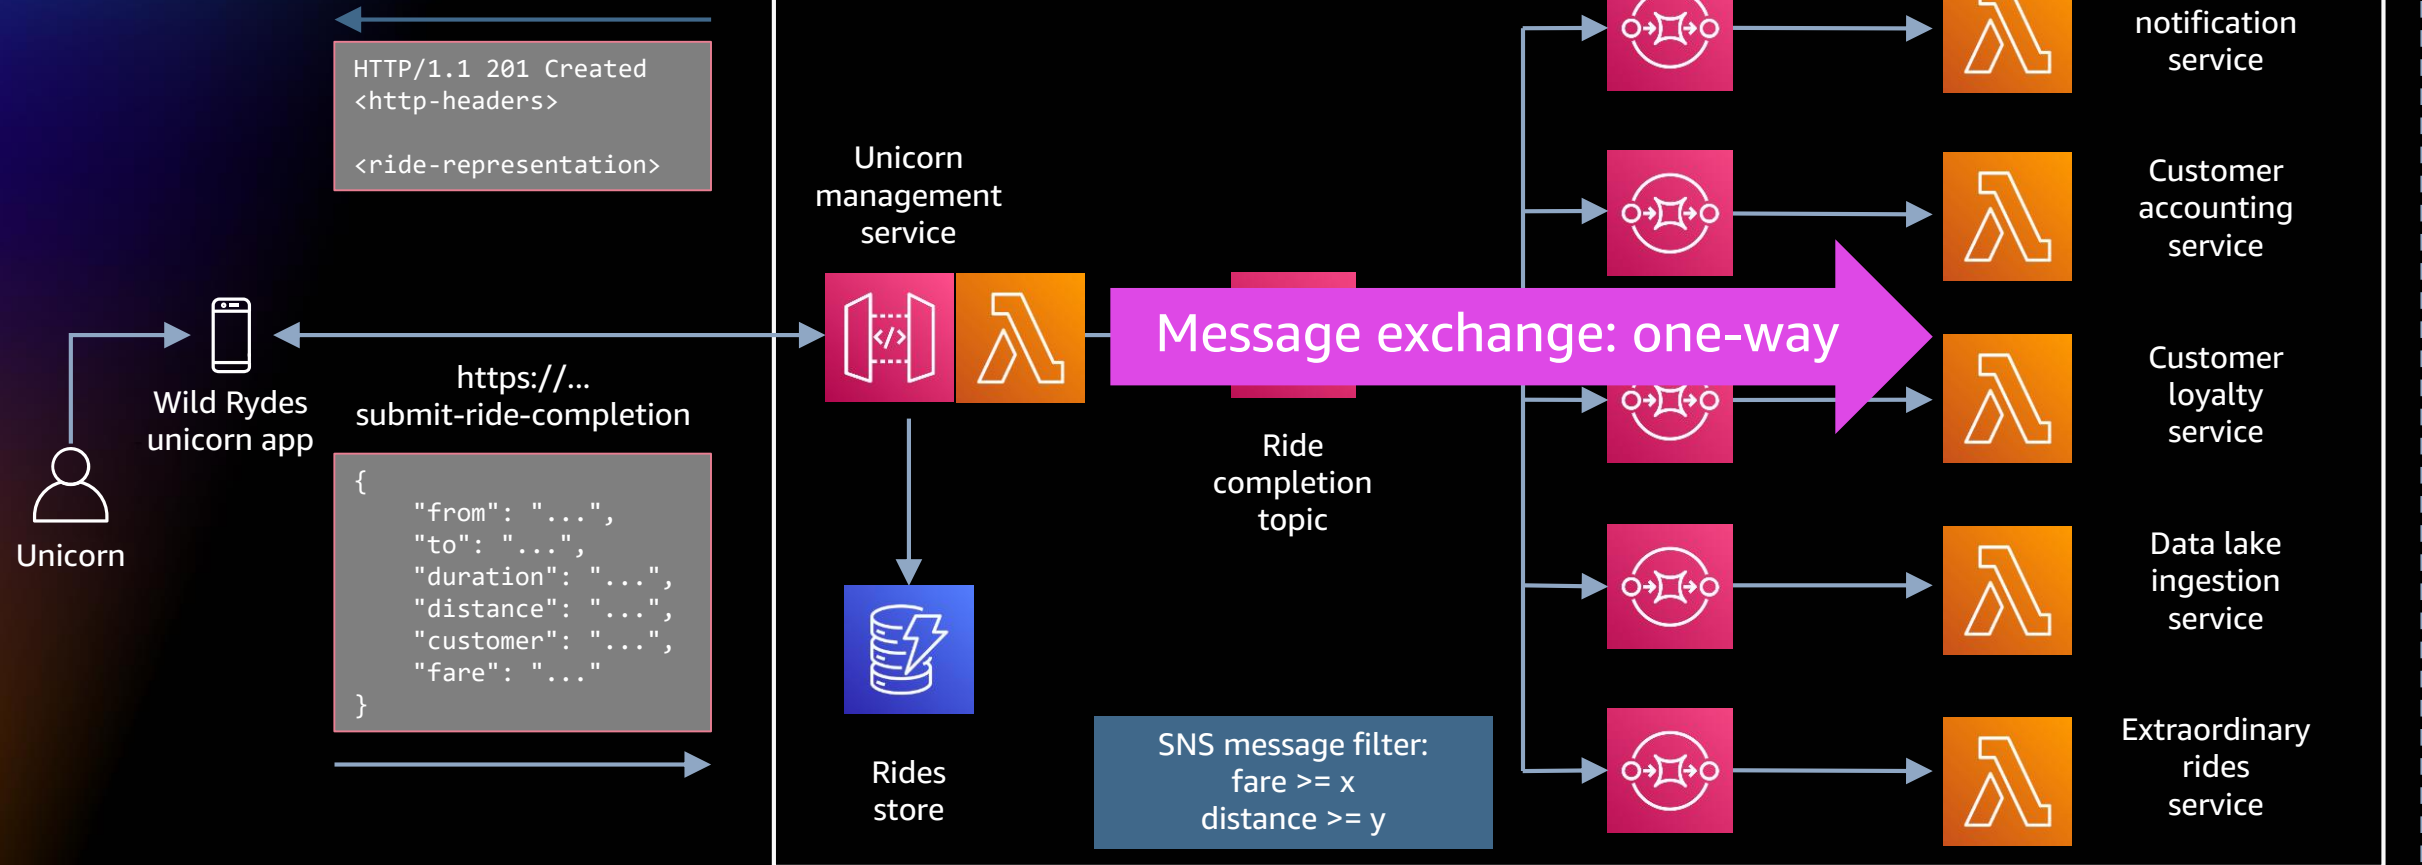 HTTP/1.1 201 Created
<http-headers>
<ride-representation>
Unicorn
Wild Rydes
unicorn app
https://...
submit-ride-completion
{
"from": "...",
"to": "...",
"duration": "...",
"distance": "...",
"customer": "...",
"fare": "..."
}
Unicorn
management
service
</>
Rides
store
Message exchange: one-way
Ride
completion
topic
SNS message filter:
fare >= x
distance >= y
notification
service
Customer
accounting
service
Customer
loyalty
service
Data lake
ingestion
service
Extraordinary
rides
service